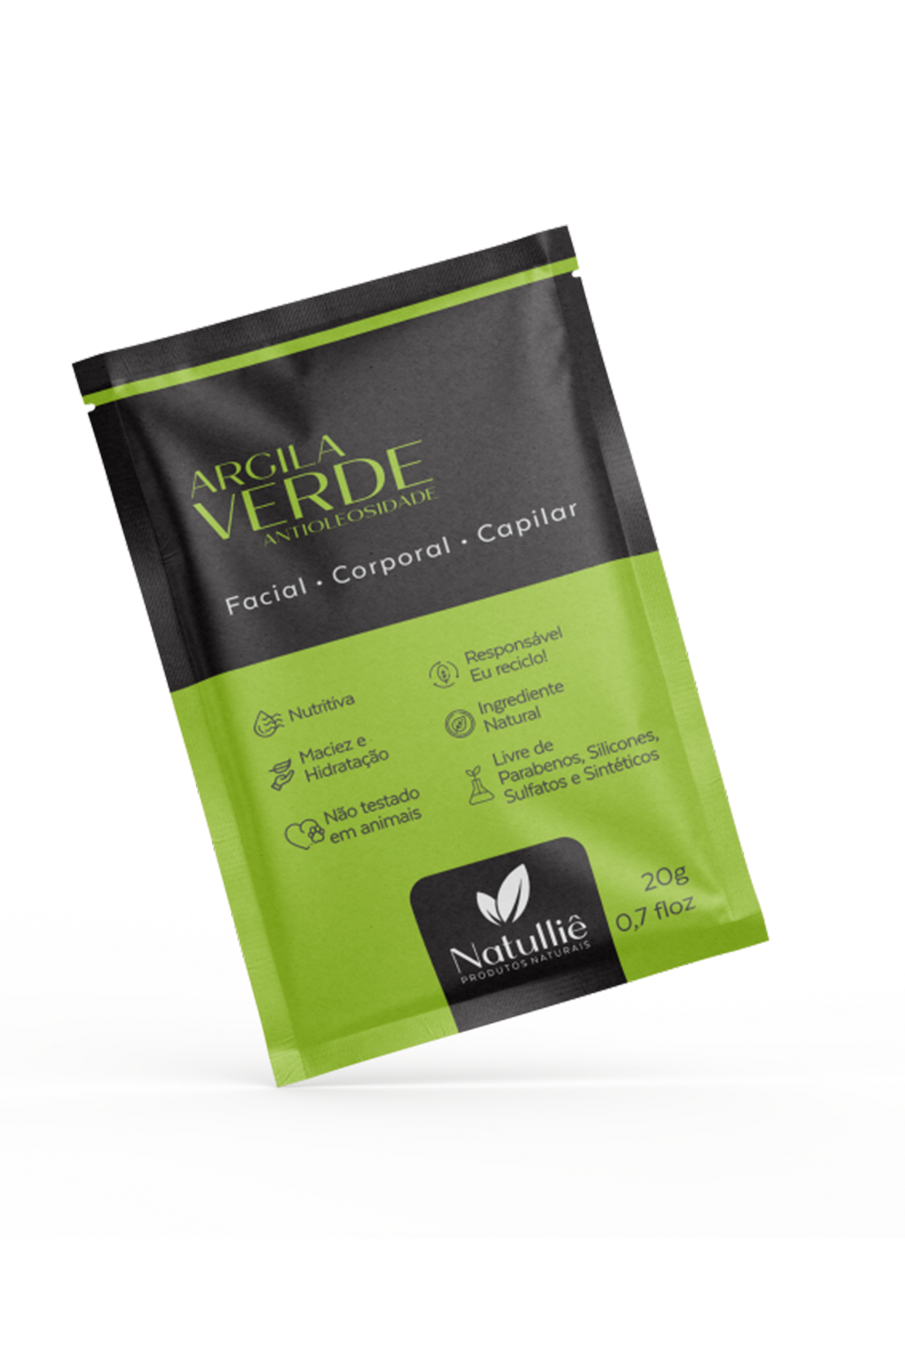 ARGILA
VERDE
ANTIOLEOSIDADE
Facial • Corporal • Capilar
Nutritiva
Maciez e
Hidratação
Não testado
em animais
Responsável
Eu reciclo!
Ingrediente
Natural
Livre de
Parabenos, Silicones,
Sulfatos e Sintéticos
Natulliê
PRODUTOS NATURAIS
20g
0,7 floz